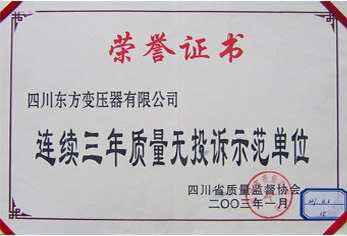 荣誉证书
四川东方变压器有限公司
连续三年质量无投诉示范单位
四川省质量监督协会
二〇〇三年一月